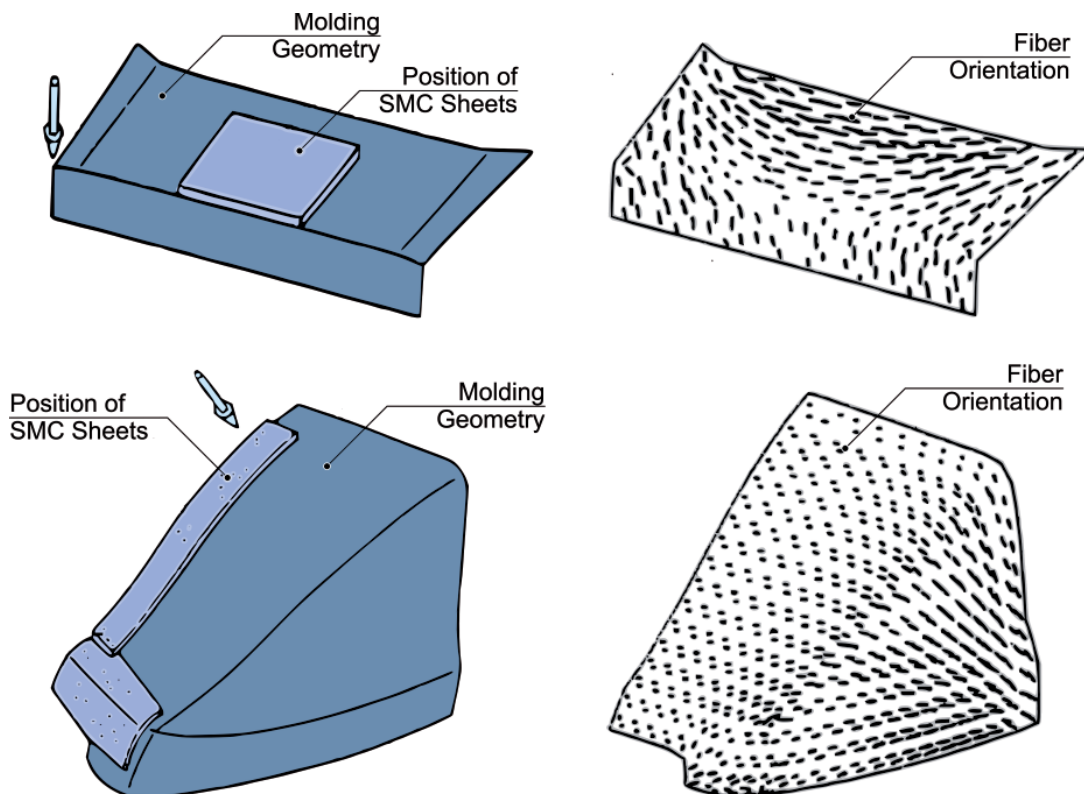 Molding
Geometry
Position of
SMC Sheets
Fiber
Orientation
Position of
SMC Sheets
Molding
Geometry
Fiber
Orientation